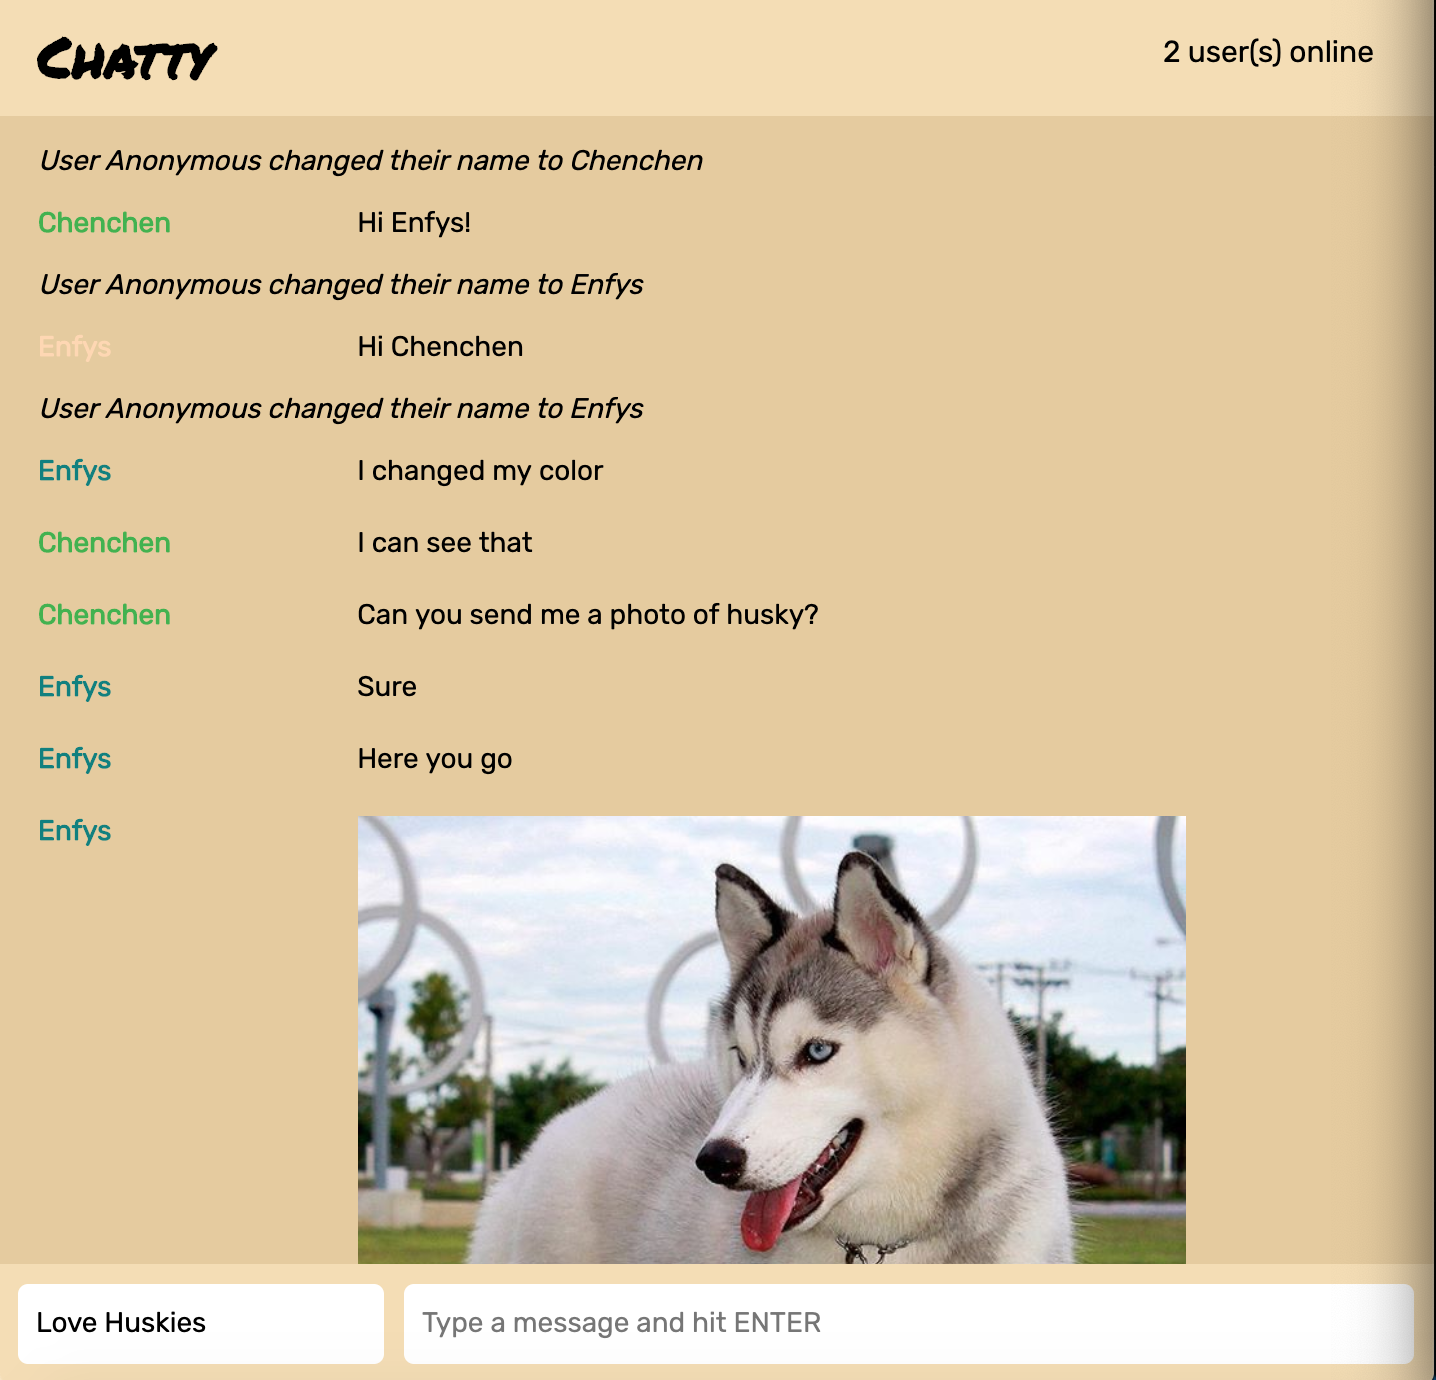 Chatty
2 user(s) online
User Anonymous changed their name to Chenchen
Chenchen Hi Enfys!
User Anonymous changed their name to Enfys
Enfys Hi Chenchen
User Anonymous changed their name to Enfys
Enfys I changed my color
Chenchen I can see that
Chenchen Can you send me a photo of husky?
Enfys Sure
Enfys Here you go
Enfys
Love Huskies
Type a message and hit ENTER